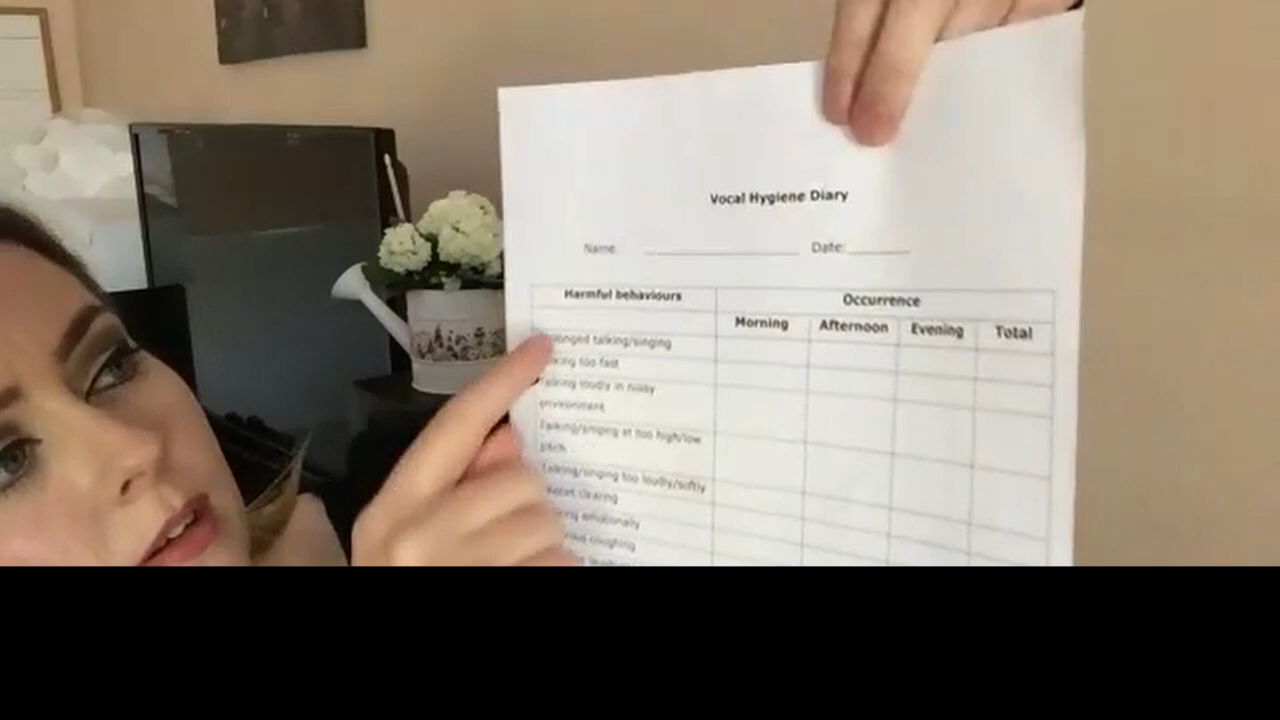 Vocal Hygiene Diary
Name: Date:
Harmful behaviours Occurrence
Morning Afternoon Evening Total
talking/singing
too fast
Talking loudly in noisy
environment
Talking/singing at too high/low
pitch
Talking/singing too loudly/softly
clearing
emotionally
coughing